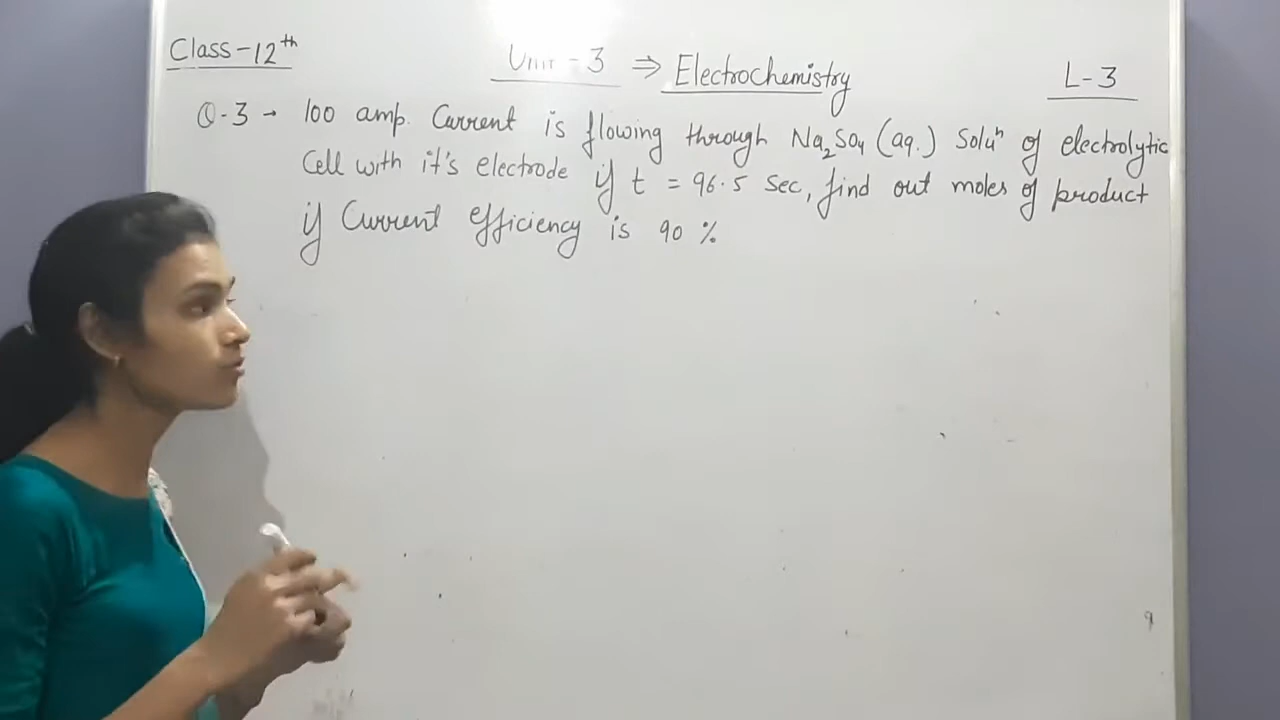 Class-12th
Unit - 3 ⇒ Electrochemistry
L-3
Q.3 → 100 amp. Current is flowing through Na2SO4 (aq.) Solun of electrolytic
Cell with it's electrode if t = 96.5 Sec, find out moles of product
if Current efficiency is 90 %